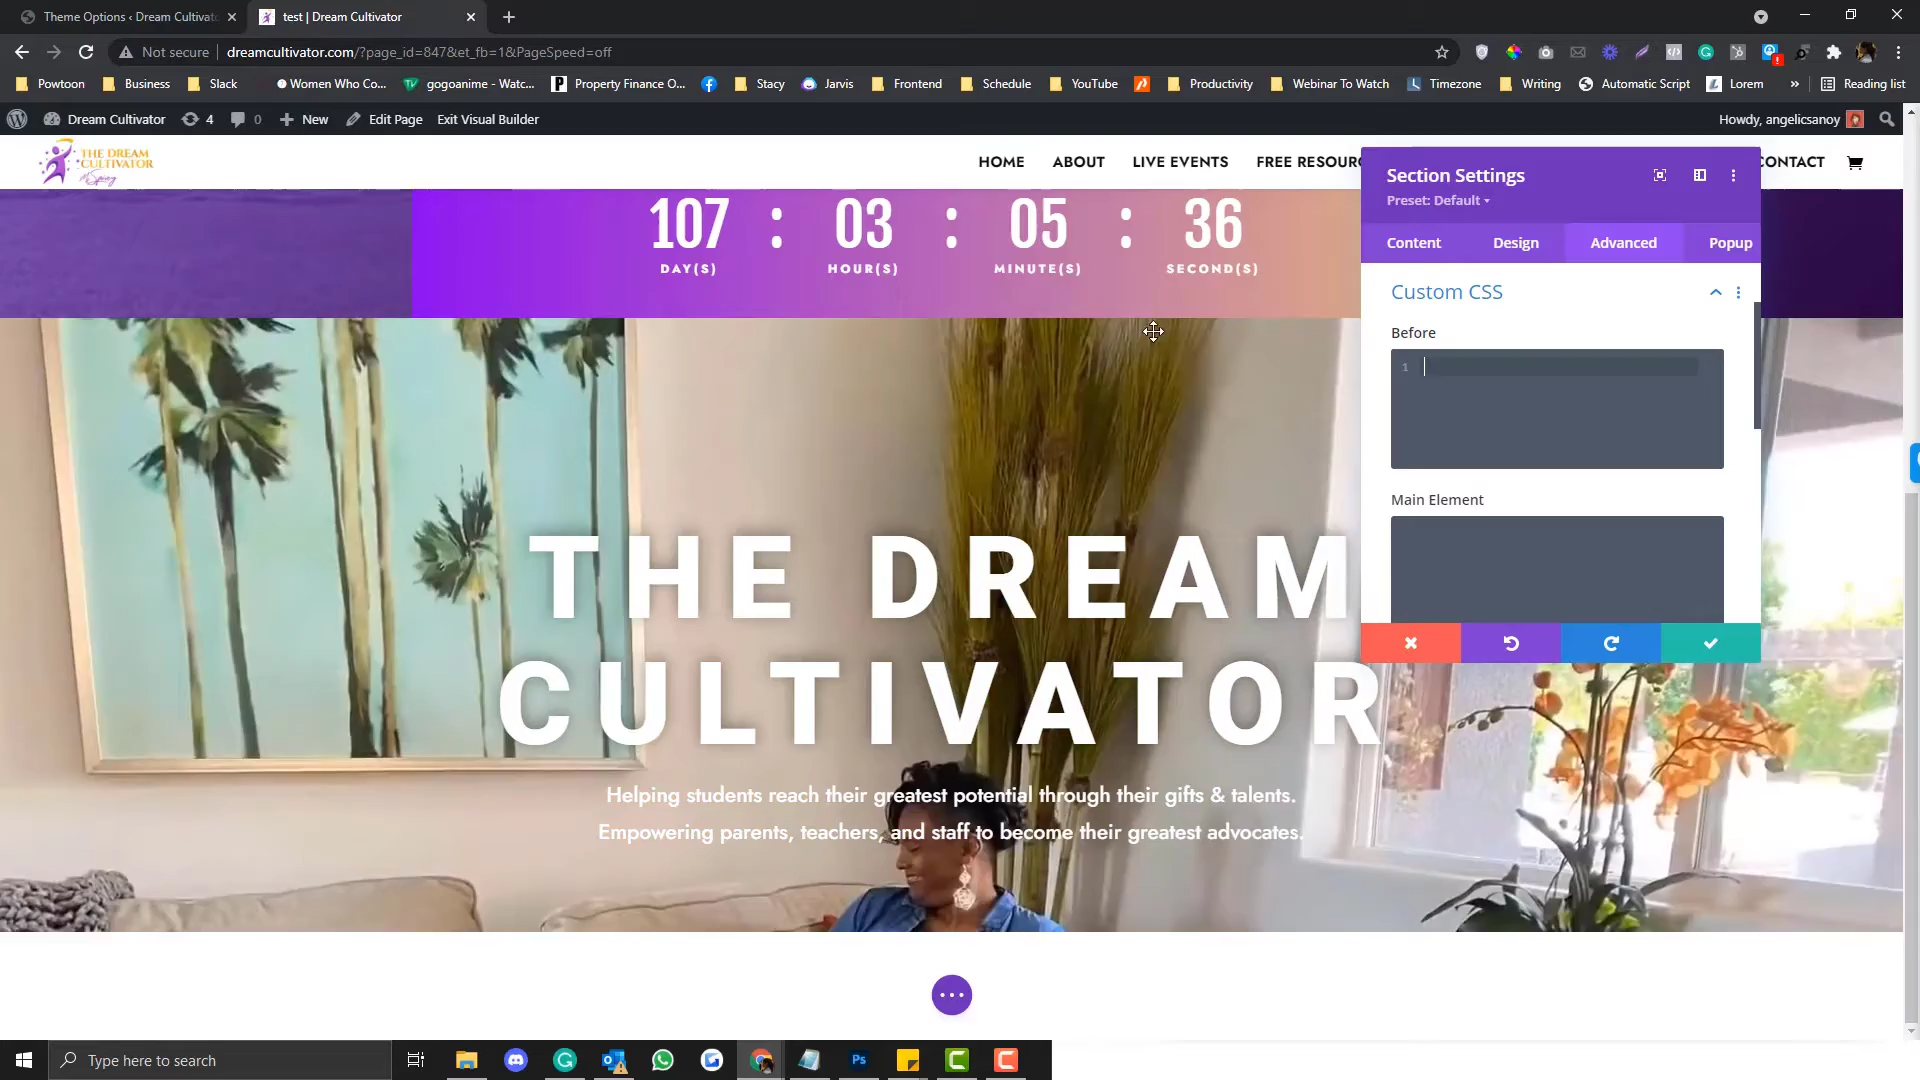 Theme Options ‹ Dream Cultivato
test | Dream Cultivator
Not secure
dreamcultivator.com/?page_id=847&et_fb=1&PageSpeed=off
Powtoon
Business
Slack
Women Who Co...
gogoanime - Watc...
Property Finance O...
Stacy
Jarvis
Frontend
Schedule
YouTube
Productivity
Webinar To Watch
Timezone
Writing
Automatic Script
Lorem
»
Reading list
Dream Cultivator
4
0
New
Edit Page
Exit Visual Builder
Howdy, angelicsanoy
THE DREAM
CULTIVATOR
HOME
ABOUT
LIVE EVENTS
FREE RESOURC
CONTACT
107 : 03 : 05 : 36
DAY(S) HOUR(S) MINUTE(S) SECOND(S)
Section Settings
Preset: Default
Content
Design
Advanced
Popup
Custom CSS
Before
1
Main Element
THE DREAM
CULTIVATOR
Helping students reach their greatest potential through their gifts & talents.
Empowering parents, teachers, and staff to become their greatest advocates.
Type here to search
Ps